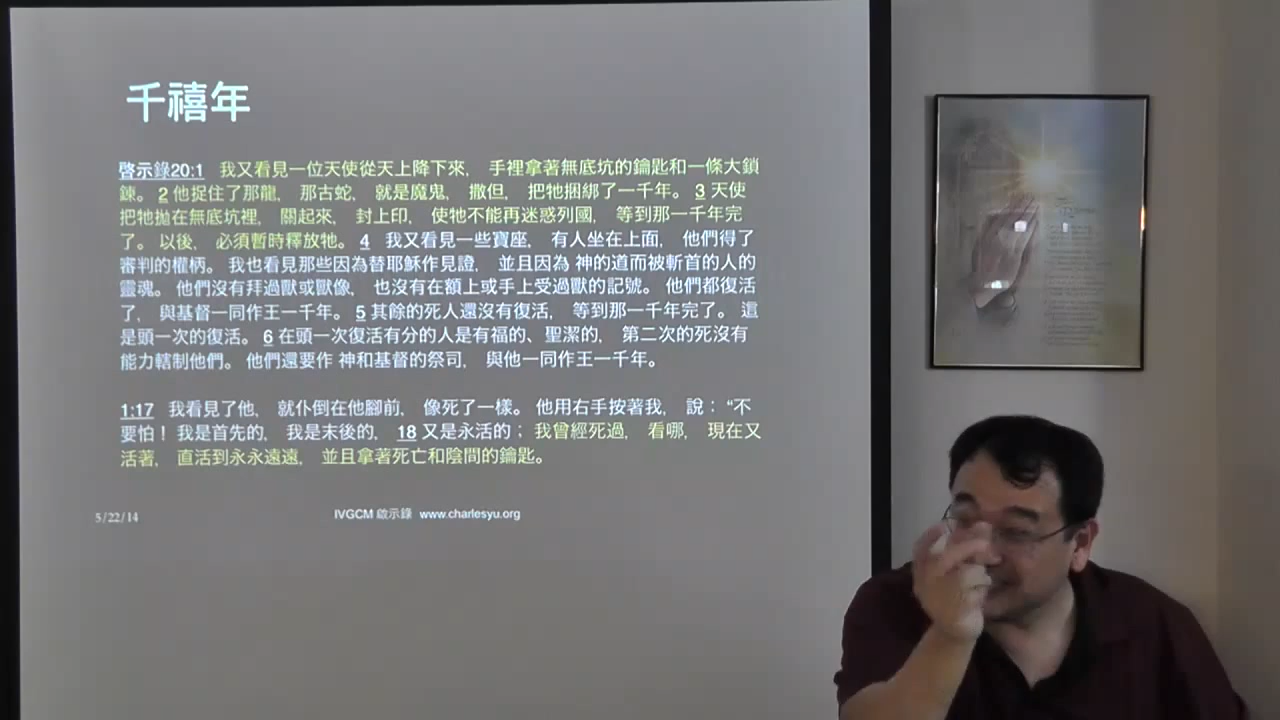 千禧年
啓示錄20:1 我又看見一位天使從天上降下來， 手裡拿著無底坑的鑰匙和一條大鎖
鍊。 2 他捉住了那龍， 那古蛇， 就是魔鬼， 撒但， 把牠捆綁了一千年。 3 天使
把牠拋在無底坑裡， 關起來， 封上印， 使牠不能再迷惑列國， 等到那一千年完
了。 以後， 必須暫時釋放牠。 4 我又看見一些寶座， 有人坐在上面， 他們得了
審判的權柄。 我也看見那些因為替耶穌作見證， 並且因為 神的道而被斬首的人的
靈魂。 他們沒有拜過獸或獸像， 也沒有在額上或手上受過獸的記號。 他們都復活
了， 與基督一同作王一千年。 5 其餘的死人還沒有復活， 等到那一千年完了。 這
是頭一次的復活。 6 在頭一次復活有分的人是有福的、聖潔的， 第二次的死沒有
能力轄制他們。 他們還要作 神和基督的祭司， 與他一同作王一千年。
1:17 我看見了他， 就仆倒在他腳前， 像死了一樣。 他用右手按著我， 說： “不
要怕！ 我是首先的， 我是末後的， 18 又是永活的； 我曾經死過， 看哪， 現在又
活著， 直活到永永遠遠， 並且拿著死亡和陰間的鑰匙。
5/22/14 IVGCM 啟示錄 www.charlesyu.org